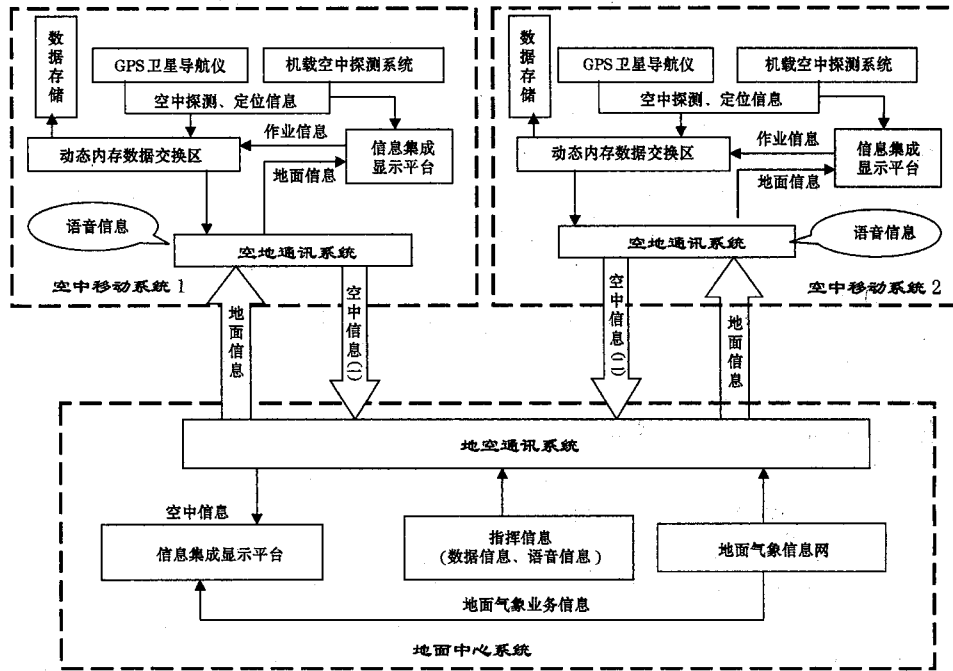 数据存储
GPS卫星导航仪
机载空中探测系统
空中探测、定位信息
作业信息
动态内存数据交换区
信息集成
显示平台
地面信息
语音信息
空地通讯系统
空中移动系统1
数据存储
GPS卫星导航仪
机载空中探测系统
空中探测、定位信息
作业信息
动态内存数据交换区
信息集成
显示平台
地面信息
空地通讯系统
语音信息
空中移动系统2
地面信息
空中信息(一)
空中信息(二)
地面信息
地空通讯系统
空中信息
信息集成显示平台
指挥信息
(数据信息、语音信息)
地面气象信息网
地面气象业务信息
地面中心系统